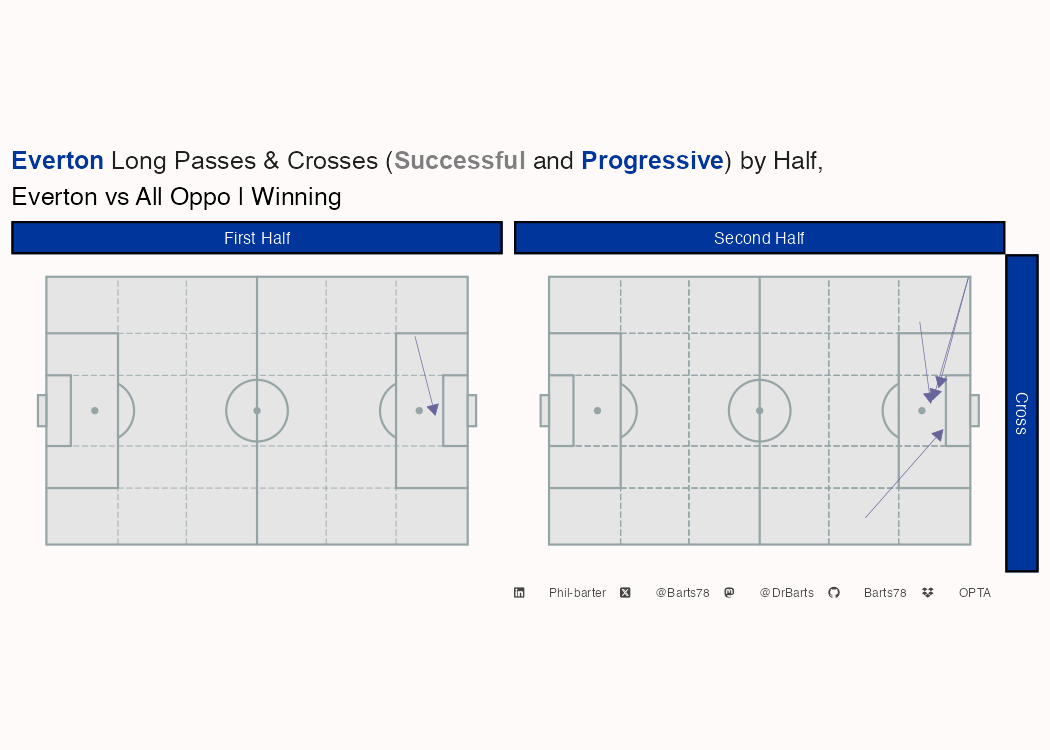 Everton Long Passes & Crosses (Successful and Progressive) by Half,
Everton vs All Oppo | Winning
First Half
Second Half
Cross
Phil-barter @Barts78 @DrBarts Barts78 OPTA